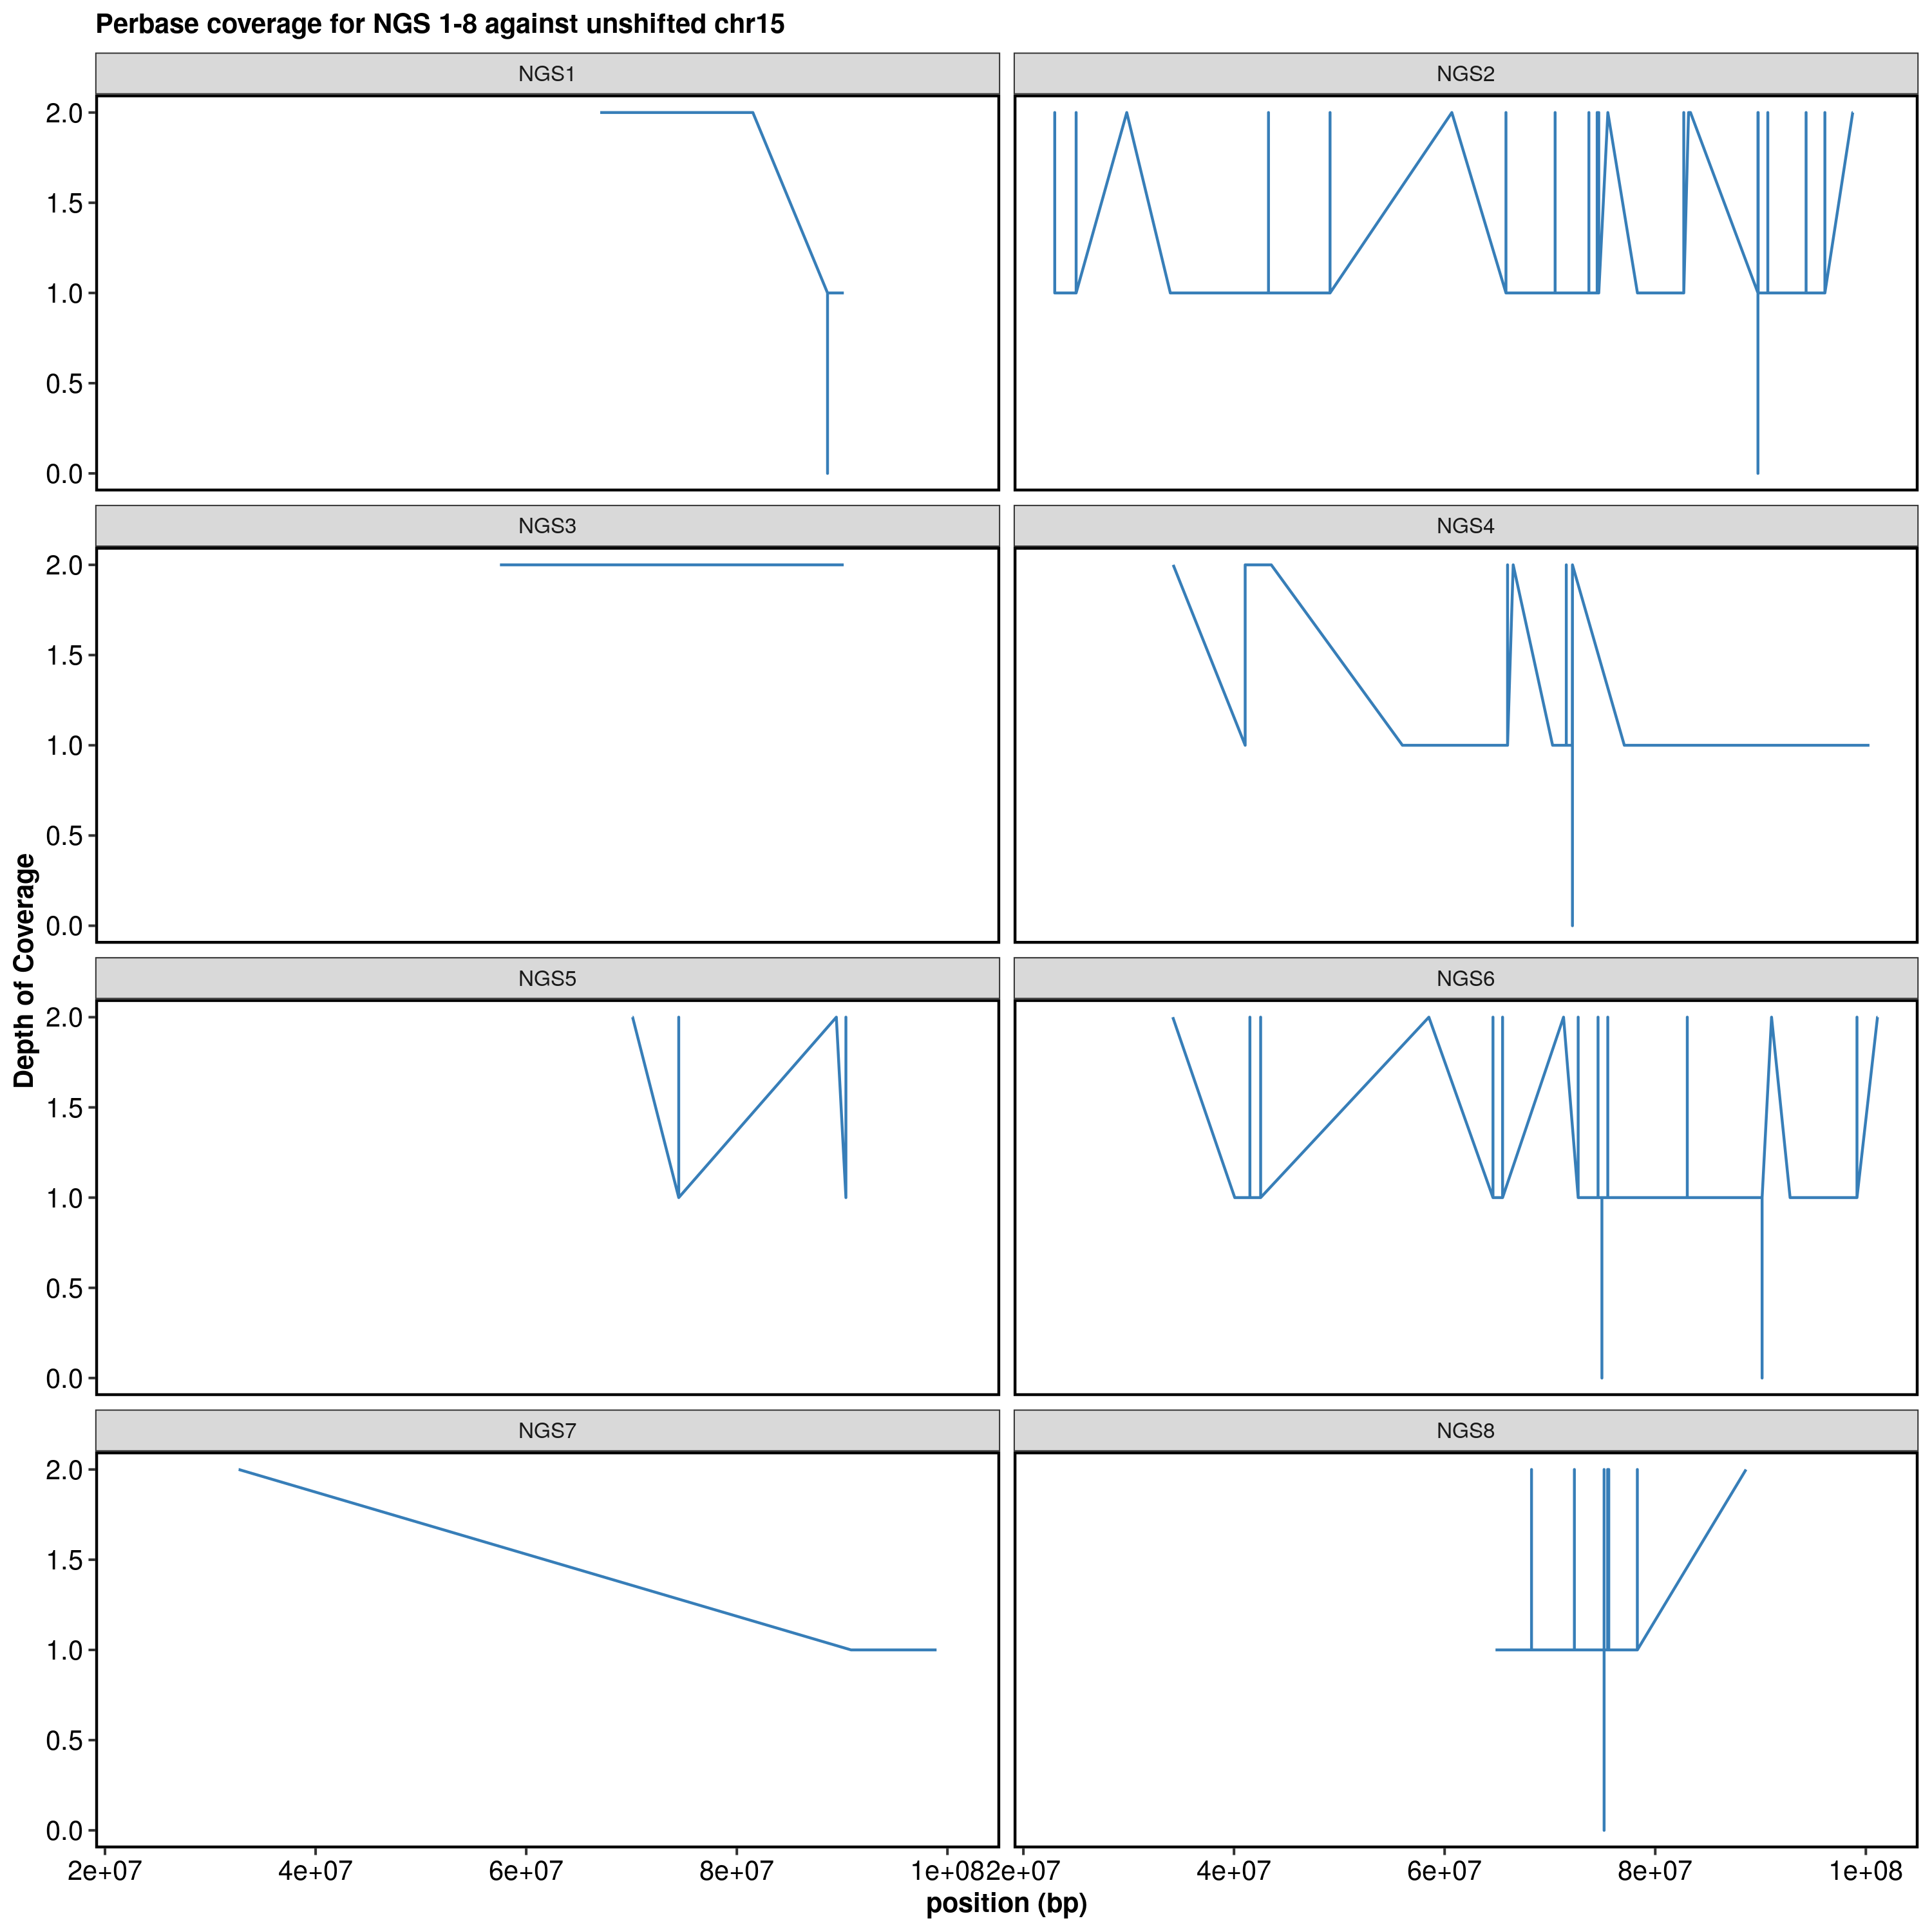 Perbase coverage for NGS 1-8 against unshifted chr15
NGS1
NGS2
2.0
1.5
1.0
0.5
0.0
NGS3
NGS4
2.0
1.5
1.0
0.5
0.0
NGS5
NGS6
2.0
1.5
1.0
0.5
0.0
NGS7
NGS8
2.0
1.5
1.0
0.5
0.0
Depth of Coverage
2e+07 4e+07 6e+07 8e+07 1e+08 2e+07 4e+07 6e+07 8e+07 1e+08
position (bp)